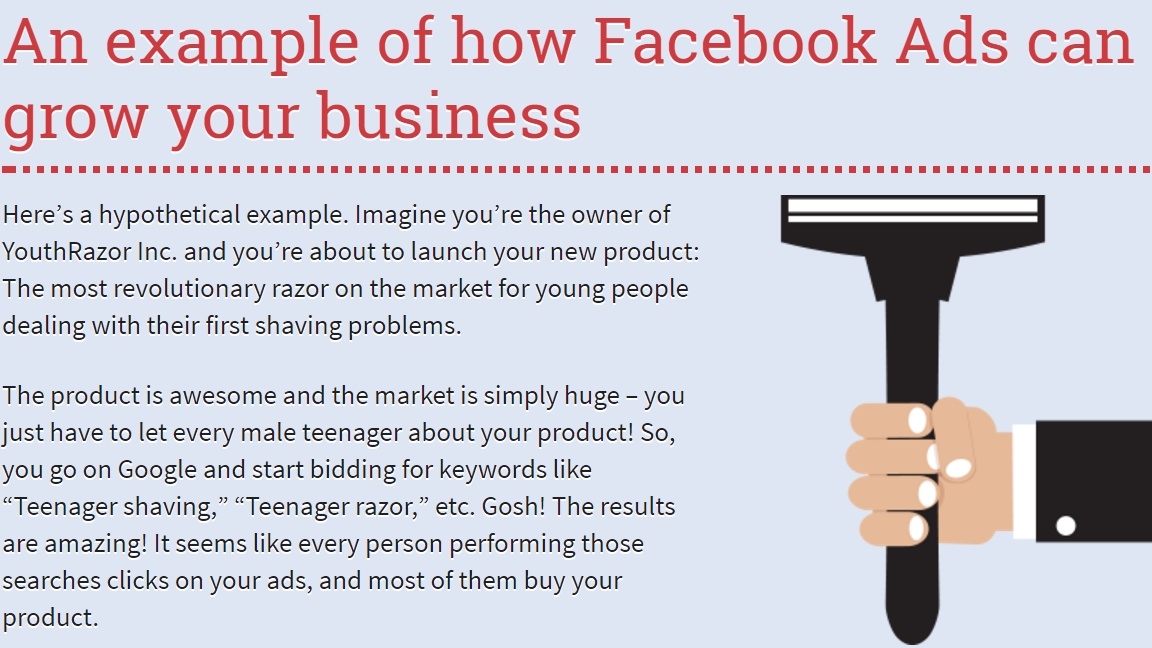 An example of how Facebook Ads can
grow your business
Here’s a hypothetical example. Imagine you’re the owner of
YouthRazor Inc. and you’re about to launch your new product:
The most revolutionary razor on the market for young people
dealing with their first shaving problems.
The product is awesome and the market is simply huge – you
just have to let every male teenager about your product! So,
you go on Google and start bidding for keywords like
“Teenager shaving,” “Teenager razor,” etc. Gosh! The results
are amazing! It seems like every person performing those
searches clicks on your ads, and most of them buy your
product.